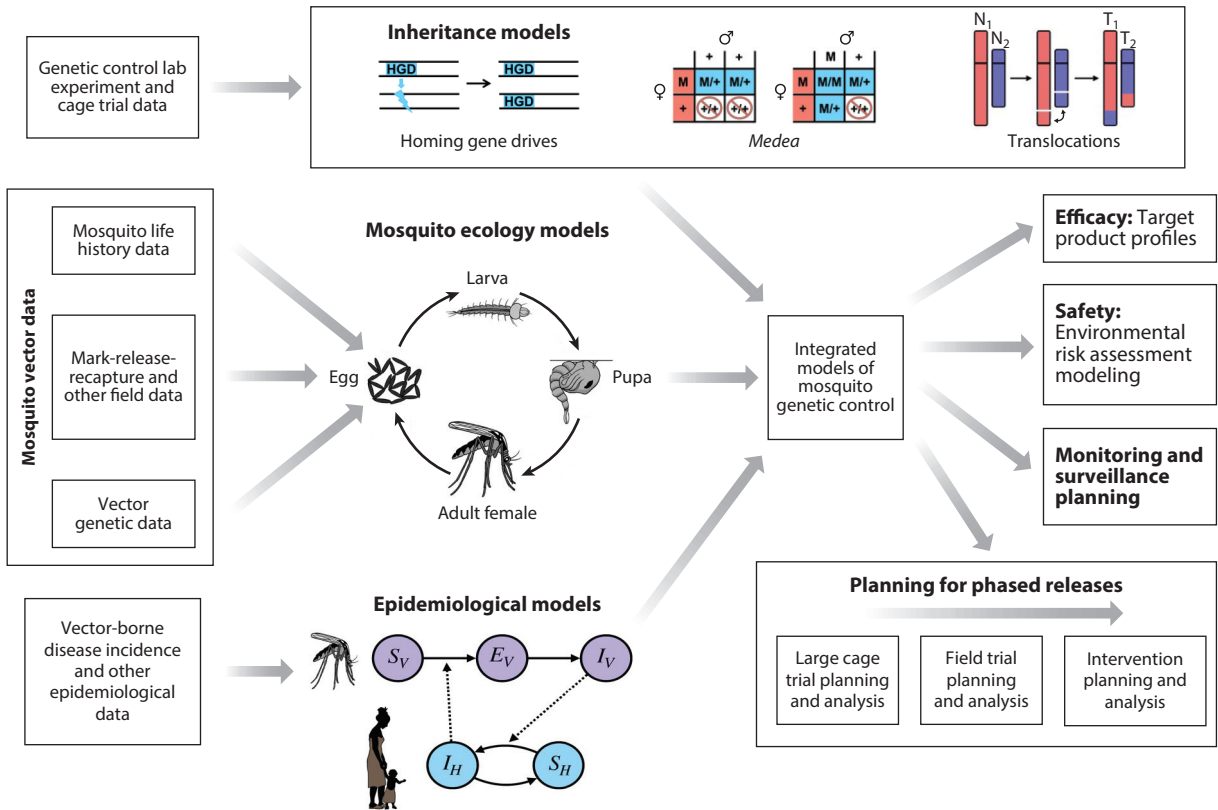 Genetic control lab
experiment and
cage trial data
Inheritance models
HGD
HGD
HGD
Homing gene drives
♂
+ +
♀
M M/+ M/+
+ +/+ +/+
♂
M +
♀
M M/M M/+
+ M/+ +/+
Medea
N₁
N₂
T₁
T₂
Translocations
Mosquito vector data
Mosquito life
history data
Mark-release-
recapture and
other field data
Vector
genetic data
Mosquito ecology models
Larva
Egg
Pupa
Adult female
Integrated
models of
mosquito
genetic control
Efficacy: Target
product profiles
Safety:
Environmental
risk assessment
modeling
Monitoring and
surveillance
planning
Vector-borne
disease incidence
and other
epidemiological
data
Epidemiological models
S_V
E_V
I_V
I_H
S_H
Planning for phased releases
Large cage
trial planning
and analysis
Field trial
planning
and analysis
Intervention
planning and
analysis